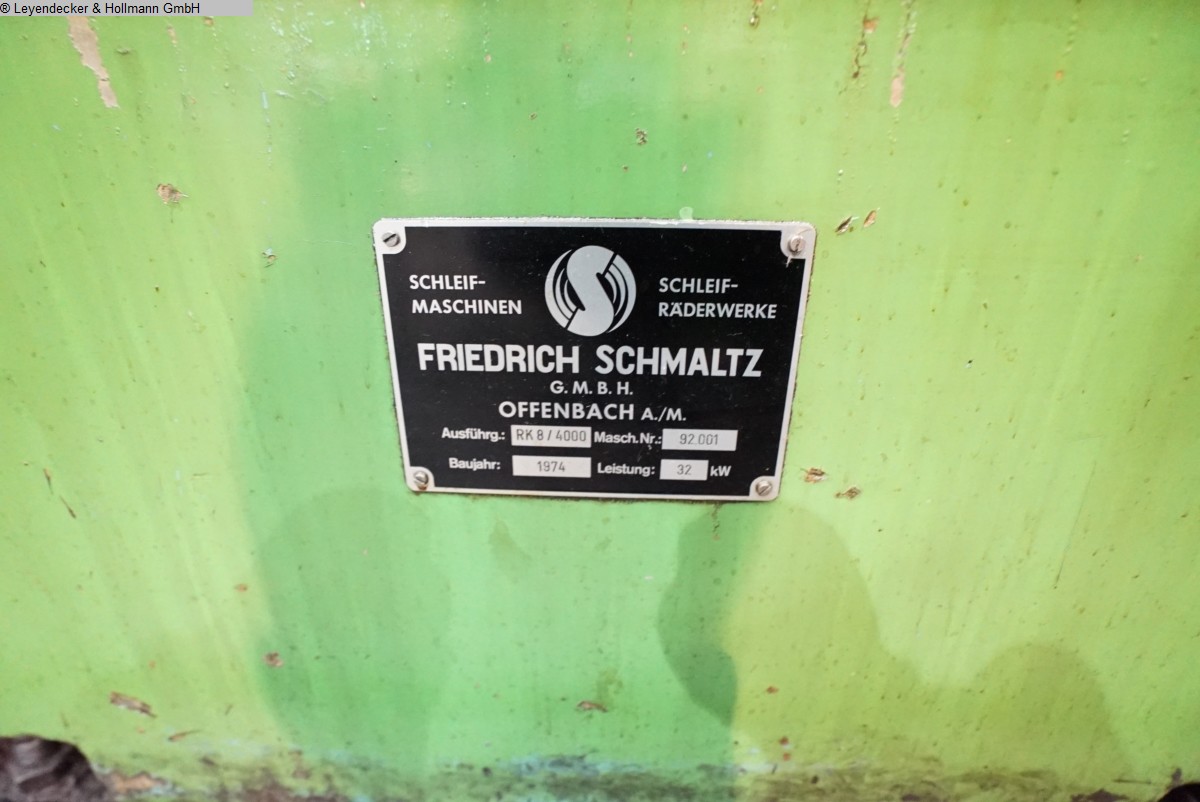 ® Leyendecker & Hollmann GmbH
SCHLEIF-
MASCHINEN
S
SCHLEIF-
RÄDERWERKE
FRIEDRICH SCHMALTZ
G. M. B. H.
OFFENBACH A./M.
Ausführg.: RK 8 / 4000 Masch.Nr.: 92.001
Baujahr: 1974 Leistung: 32 kW